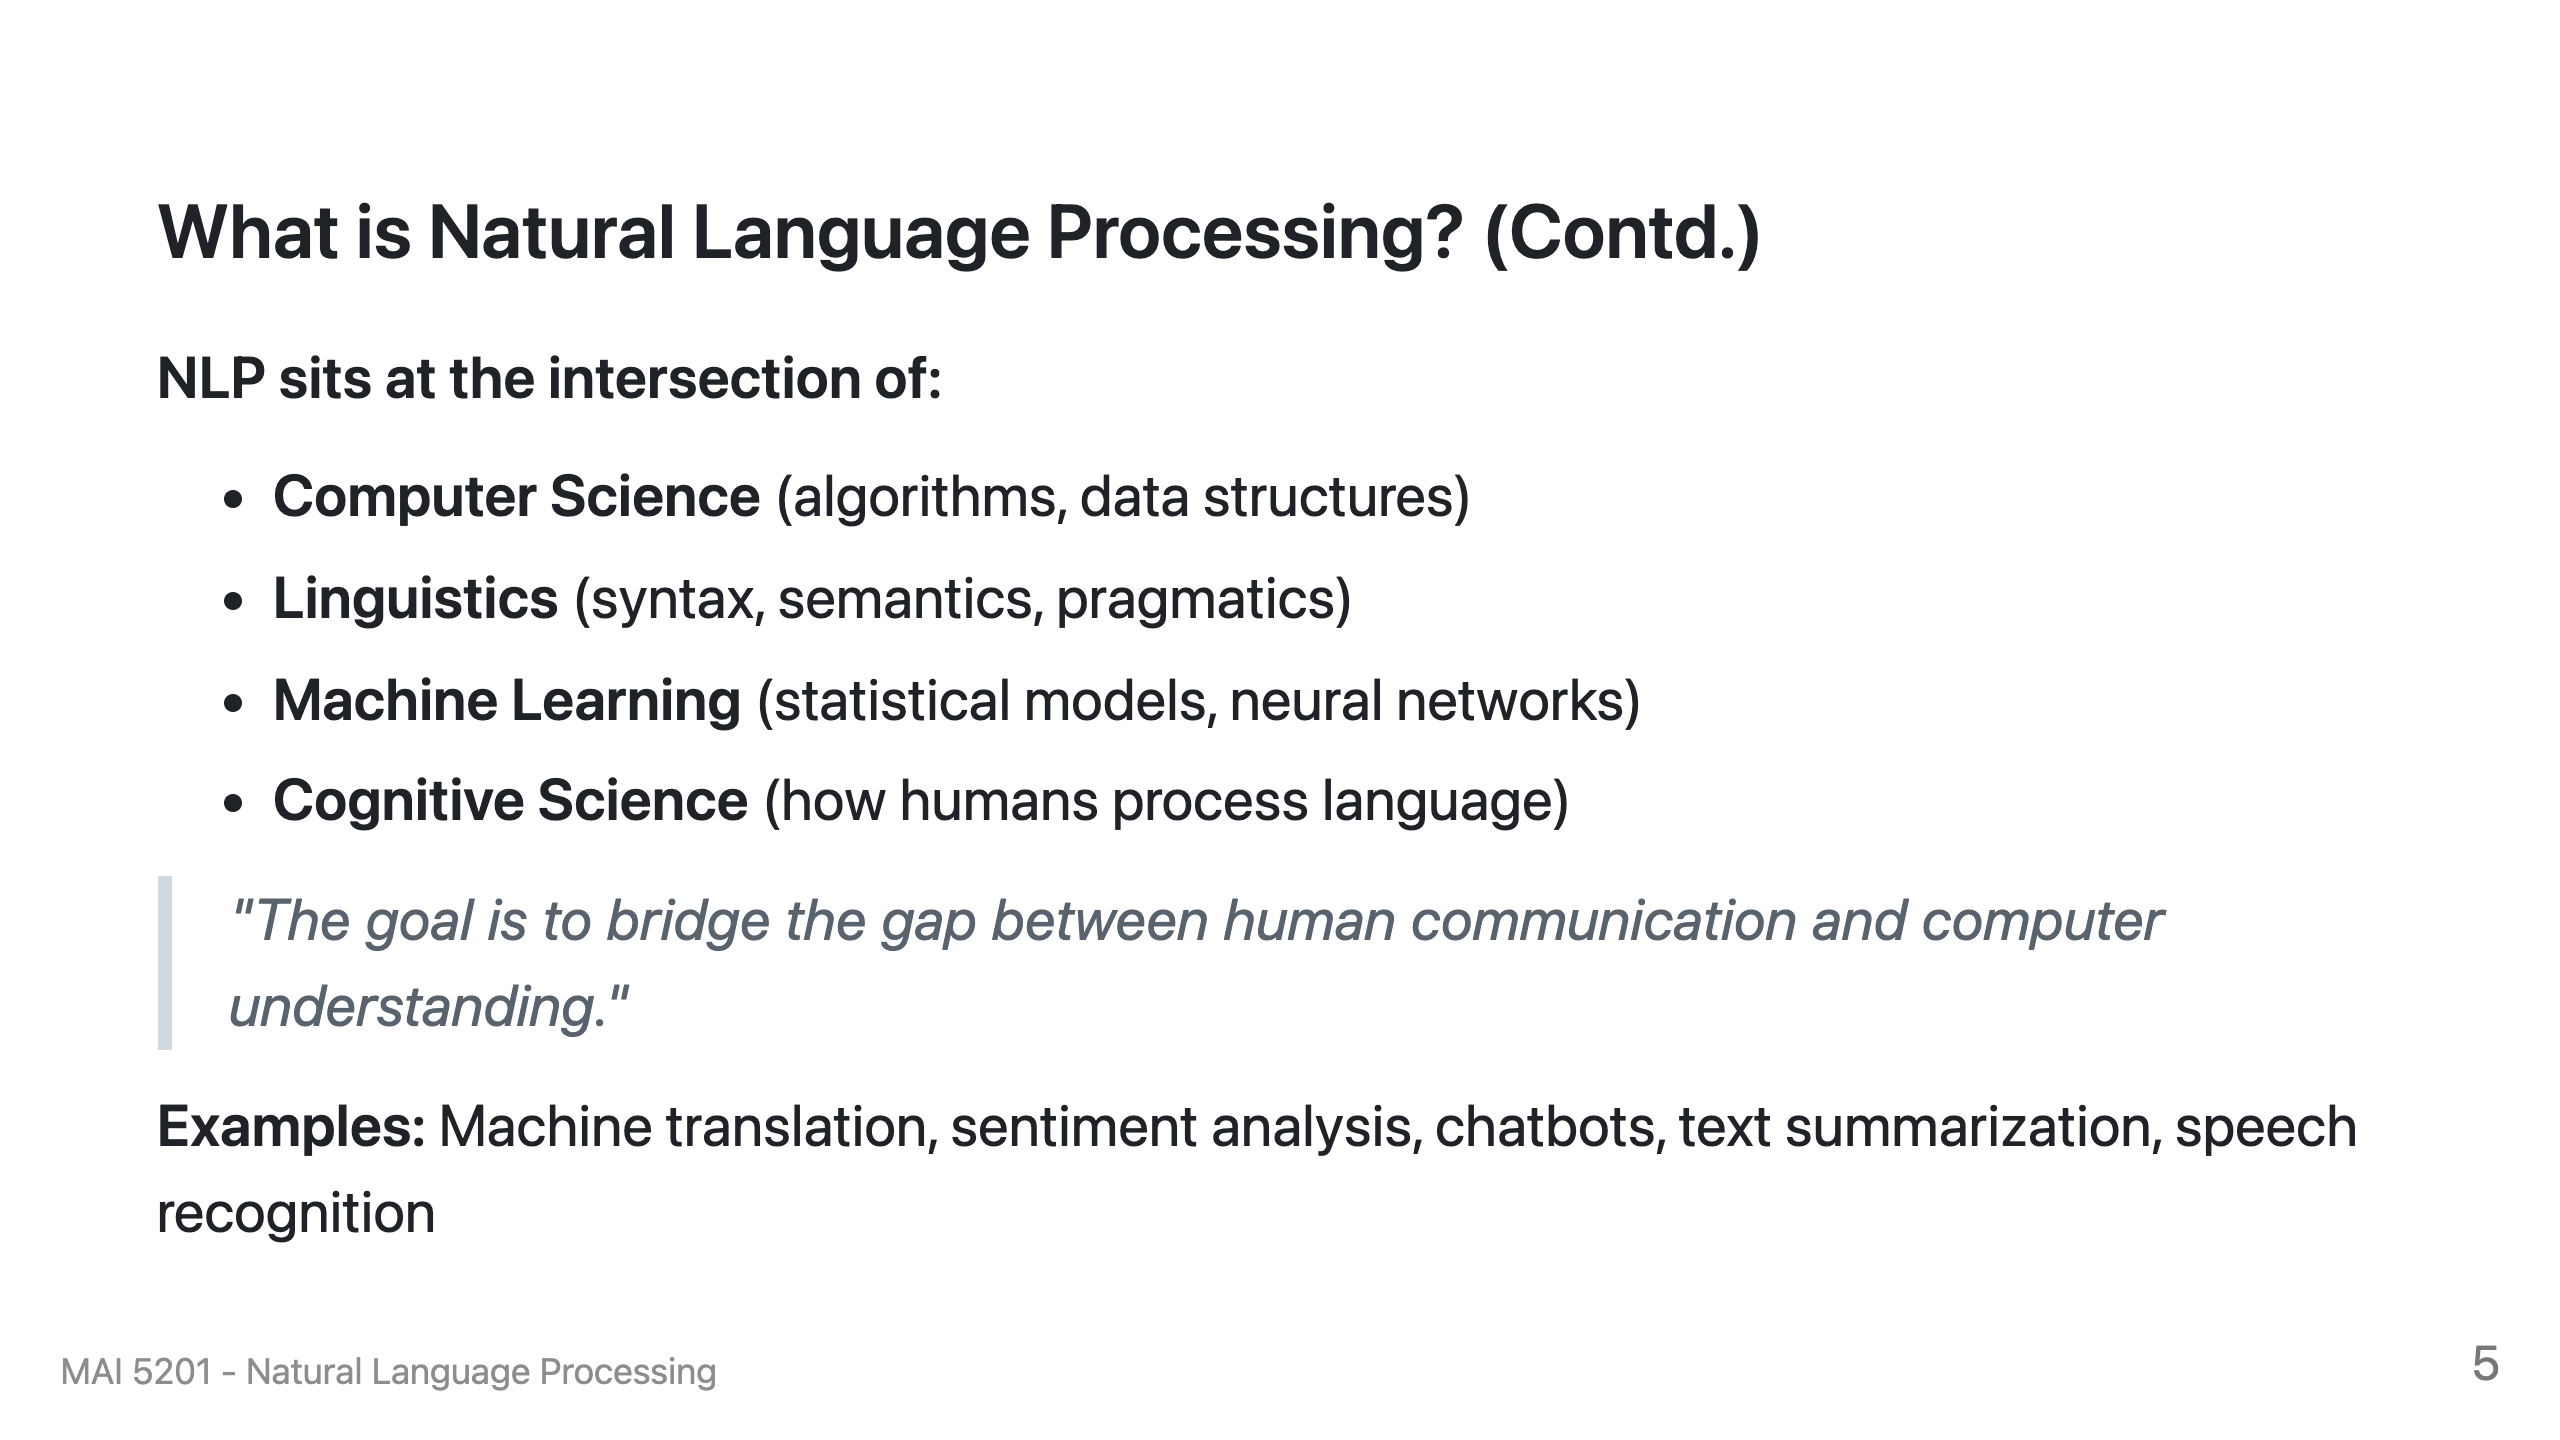 What is Natural Language Processing? (Contd.)
NLP sits at the intersection of:
• Computer Science (algorithms, data structures)
• Linguistics (syntax, semantics, pragmatics)
• Machine Learning (statistical models, neural networks)
• Cognitive Science (how humans process language)
"The goal is to bridge the gap between human communication and computer
understanding."
Examples: Machine translation, sentiment analysis, chatbots, text summarization, speech
recognition
MAI 5201 - Natural Language Processing
5